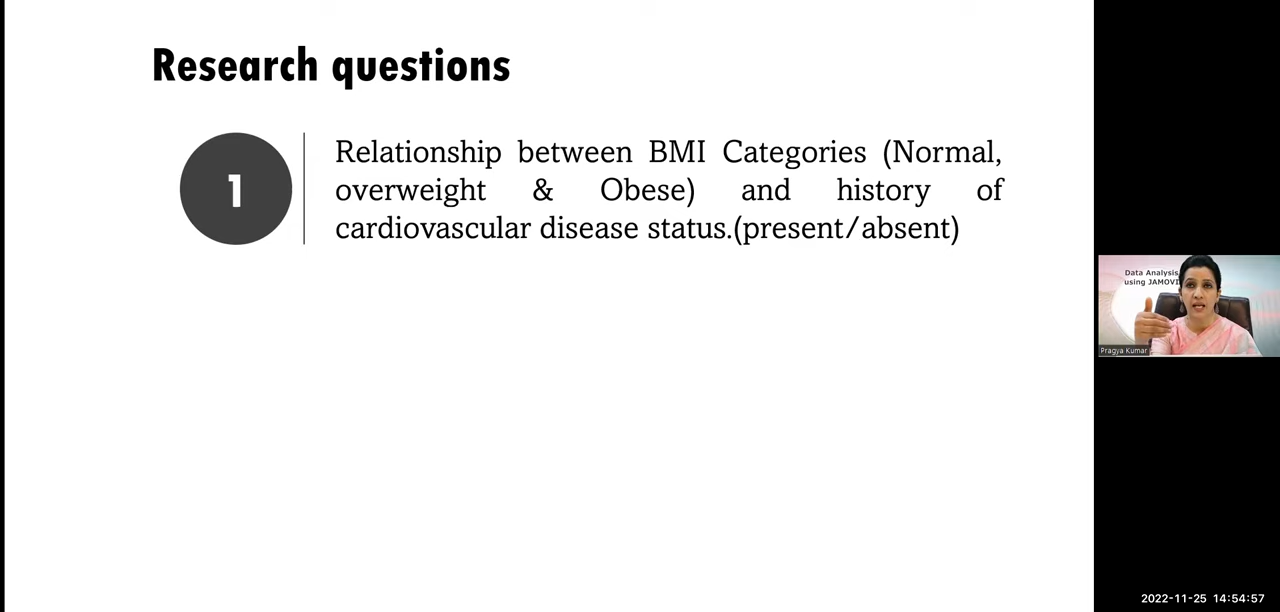 Research questions
1
Relationship between BMI Categories (Normal,
overweight & Obese) and history of
cardiovascular disease status.(present/absent)
Data Analysis
using JAMOVI
Pragya Kumar
2022-11-25 14:54:57